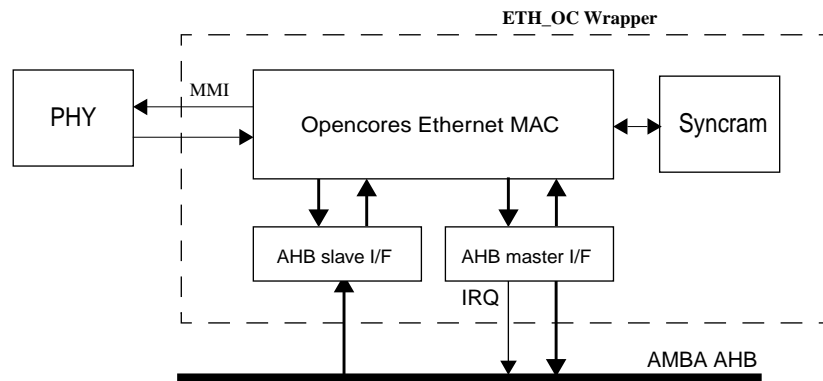 ETH_OC Wrapper
PHY
MMI
Opencores Ethernet MAC
Syncram
AHB slave I/F
AHB master I/F
IRQ
AMBA AHB